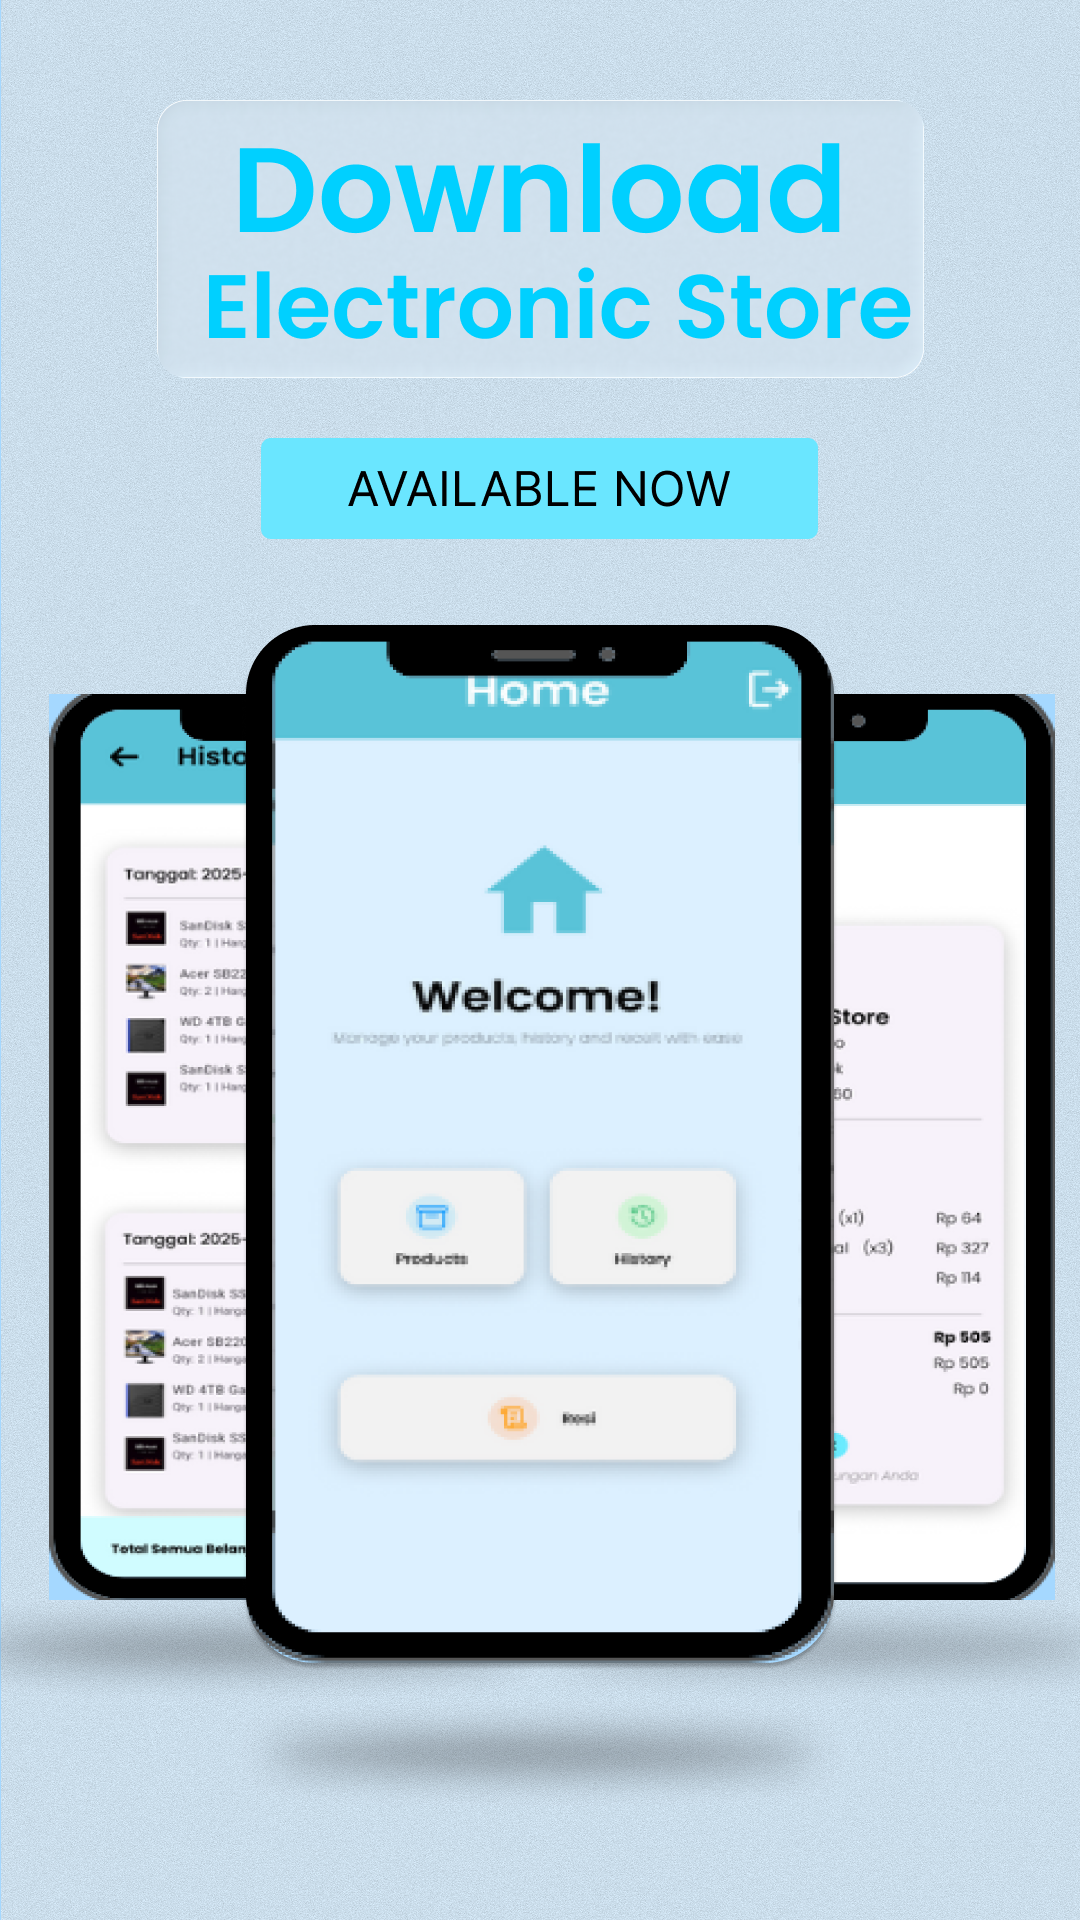 Download
Electronic Store
AVAILABLE NOW
Home
Histo
Tanggal: 2025-
SanDisk S
Qty: 1 | Harg
Acer SB22
Qty: 2 | Harg
WD 4TB G
Qty: 1 | Harg
SanDisk S
Qty: 1 | Harg
Tanggal: 2025-
SanDisk SS
Qty: 1 | Harga
Acer SB220
Qty: 2 | Harga
WD 4TB Ga
Qty: 1 | Harga
SanDisk SS
Qty: 1 | Harga
Total Semua Belan
Welcome!
Manage your products, history and receit with ease
Products
History
Resi
Store
o
k
60
(x1) Rp 64
al (x3) Rp 327
Rp 114
Rp 505
Rp 505
Rp 0
ungan Anda